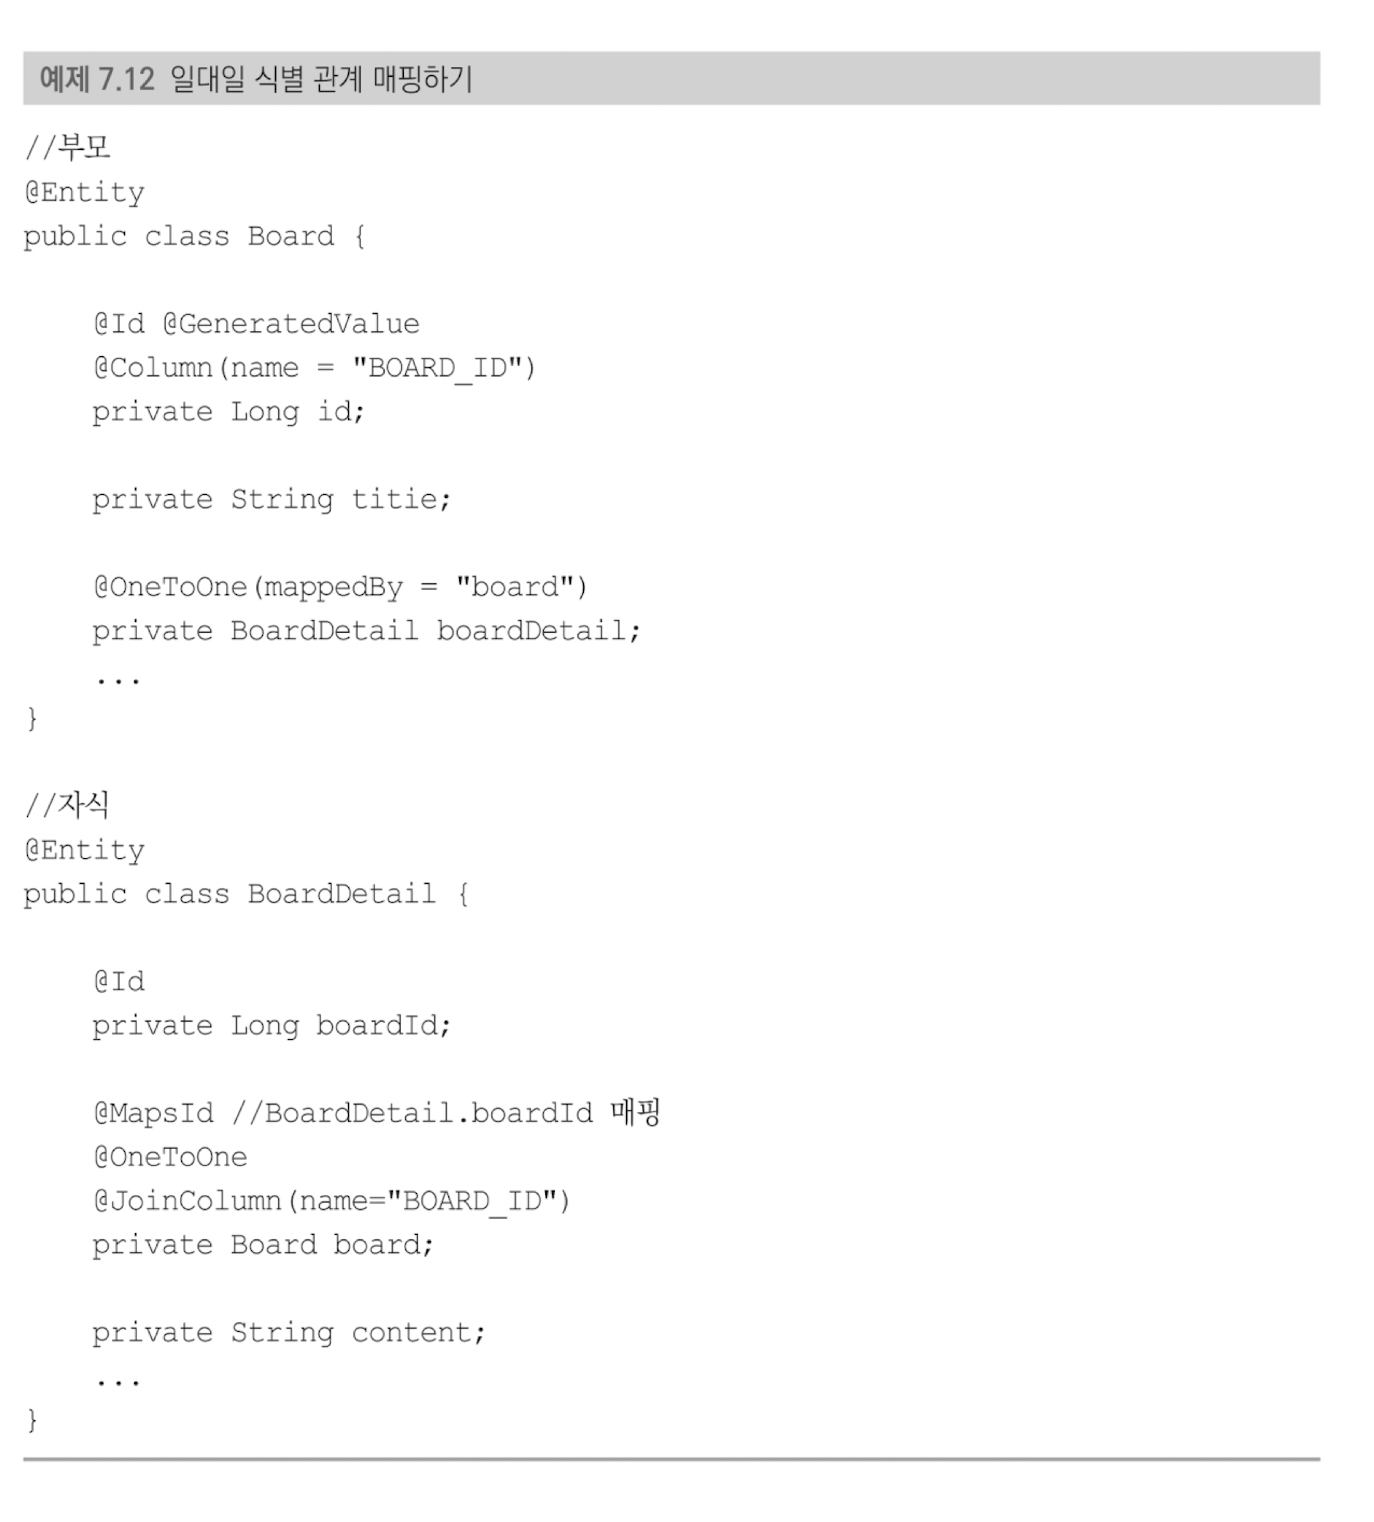 예제 7.12 일대일 식별 관계 매핑하기
//부모
@Entity
public class Board {
@Id @GeneratedValue
@Column(name = "BOARD_ID")
private Long id;
private String titie;
@OneToOne(mappedBy = "board")
private BoardDetail boardDetail;
...
}
//자식
@Entity
public class BoardDetail {
@Id
private Long boardId;
@MapsId //BoardDetail.boardId 매핑
@OneToOne
@JoinColumn(name="BOARD_ID")
private Board board;
private String content;
...
}